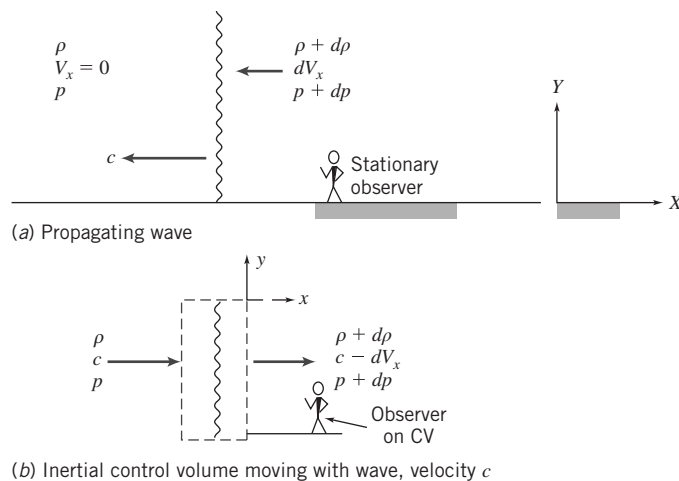 ρ
V_x = 0
p
ρ + dρ
dV_x
p + dp
c
Stationary
observer
Y
X
(a) Propagating wave
y
x
ρ
c
p
ρ + dρ
c − dV_x
p + dp
Observer
on CV
(b) Inertial control volume moving with wave, velocity c